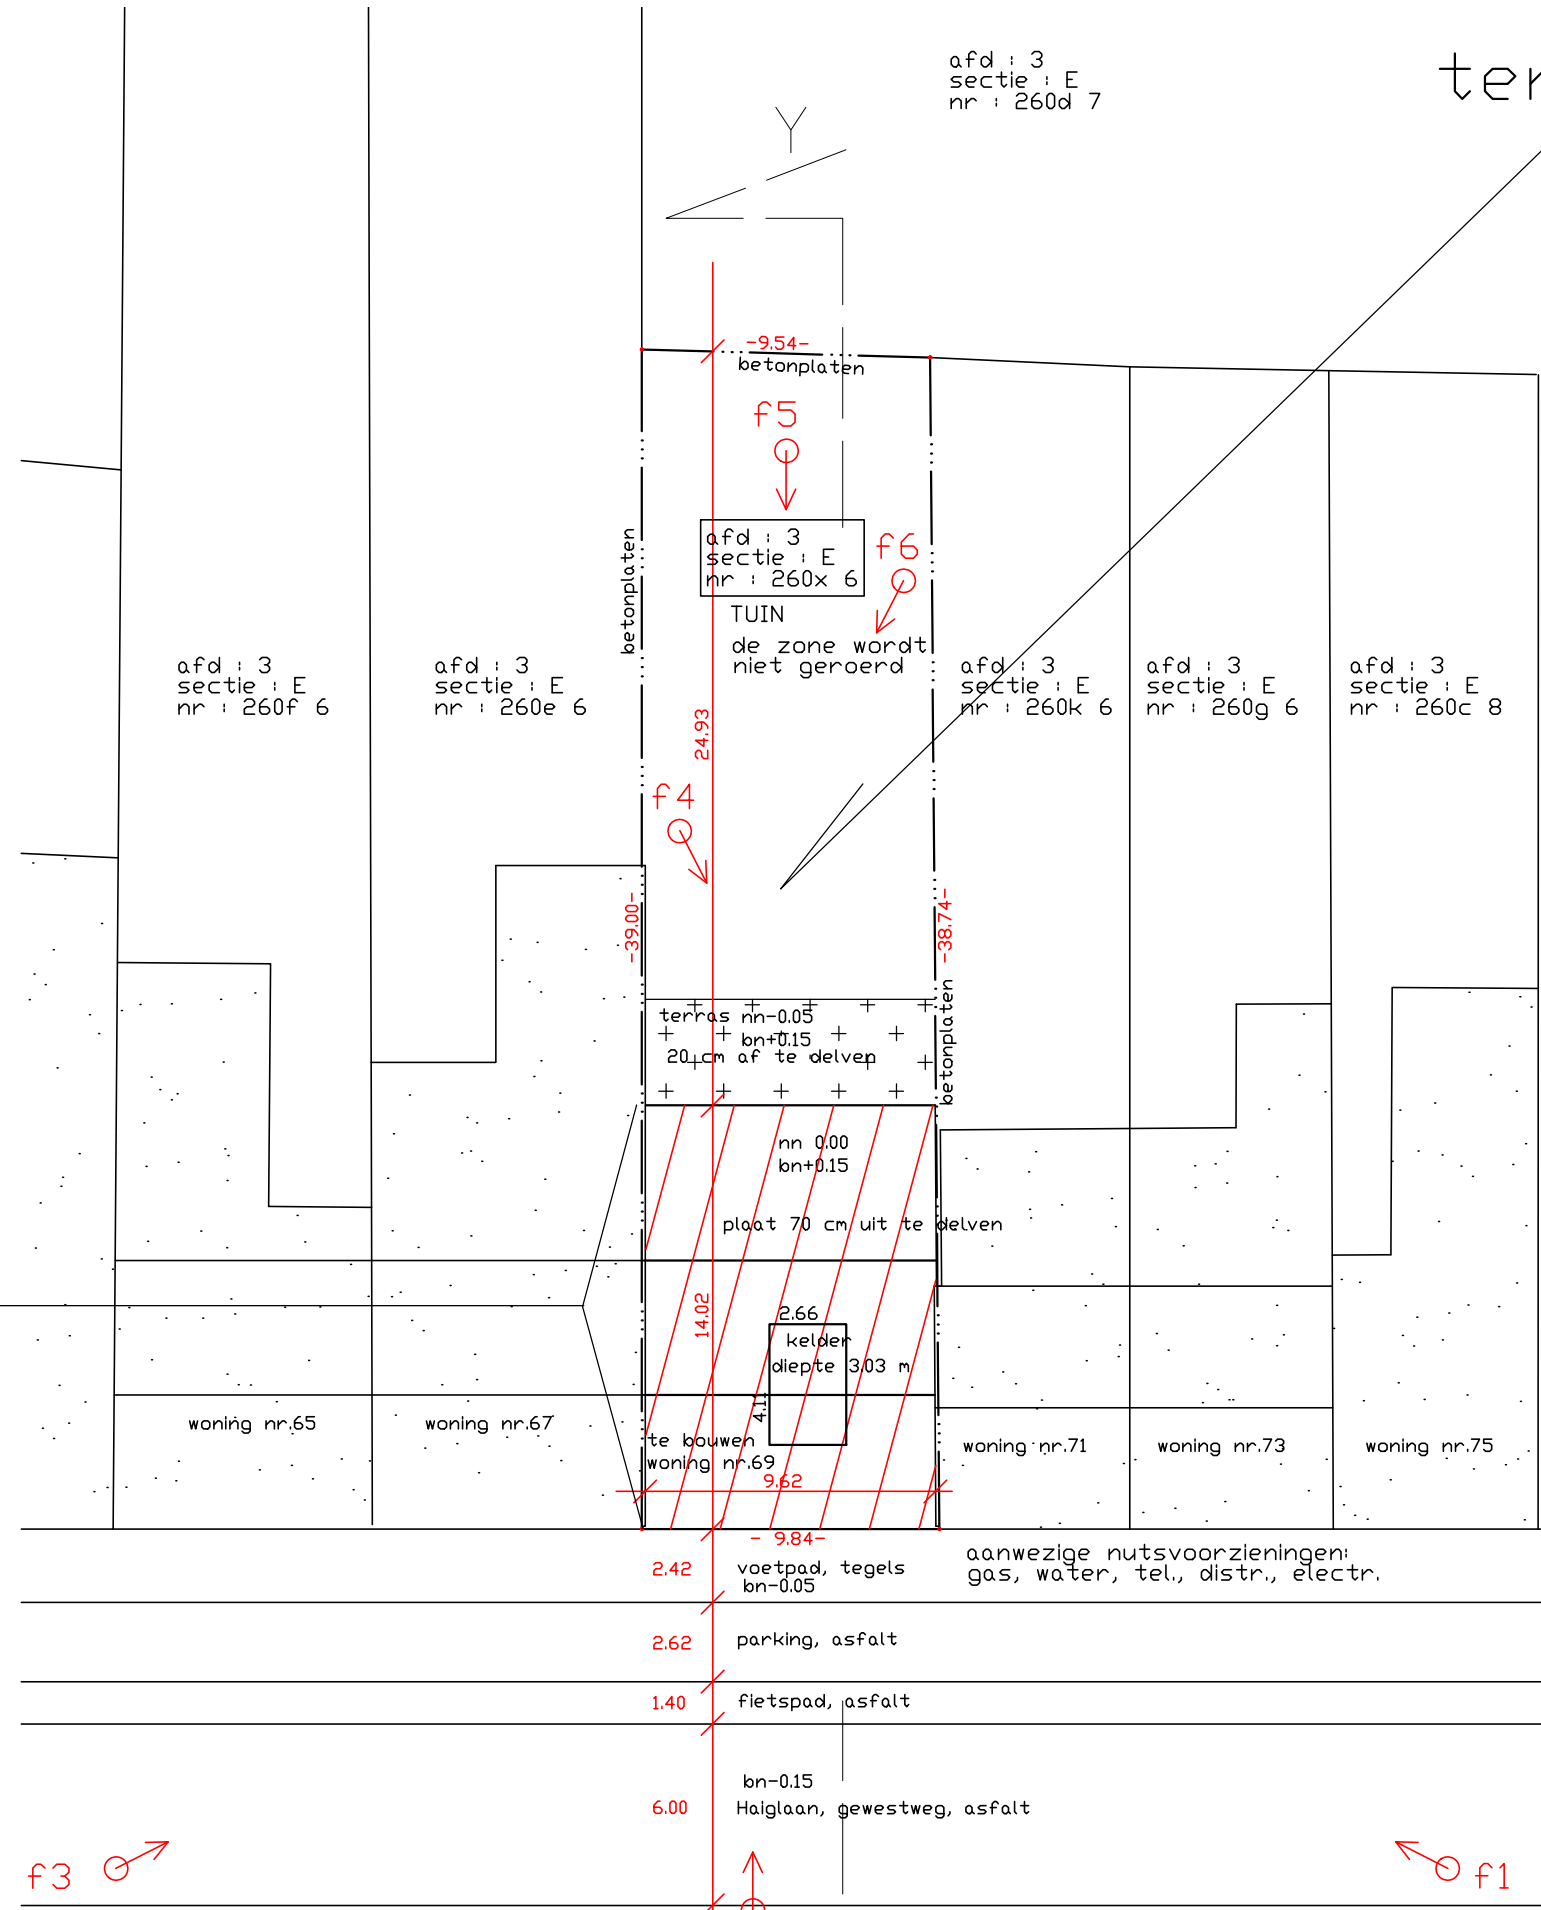 afd : 3
sectie : E
nr : 260d 7
Y
-9.54-
betonplaten
f5
afd : 3
sectie : E
nr : 260x 6
f6
TUIN
de zone wordt
niet geroerd
betonplaten
afd : 3
sectie : E
nr : 260f 6
afd : 3
sectie : E
nr : 260e 6
afd : 3
sectie : E
nr : 260k 6
afd : 3
sectie : E
nr : 260g 6
afd : 3
sectie : E
nr : 260c 8
24.93
f4
-39.00-
-38.74-
betonplaten
terras nn-0.05
bn+0.15
20 cm af te delven
nn 0.00
bn+0.15
plaat 70 cm uit te delven
14.02
2.66
kelder
diepte 3.03 m
4.11
woning nr.65
woning nr.67
te bouwen
woning nr.69
woning nr.71
woning nr.73
woning nr.75
9.62
- 9.84-
2.42
voetpad, tegels
bn-0.05
aanwezige nutsvoorzieningen:
gas, water, tel., distr., electr.
2.62
parking, asfalt
1.40
fietspad, asfalt
bn-0.15
6.00
Haiglaan, gewestweg, asfalt
f3
f1